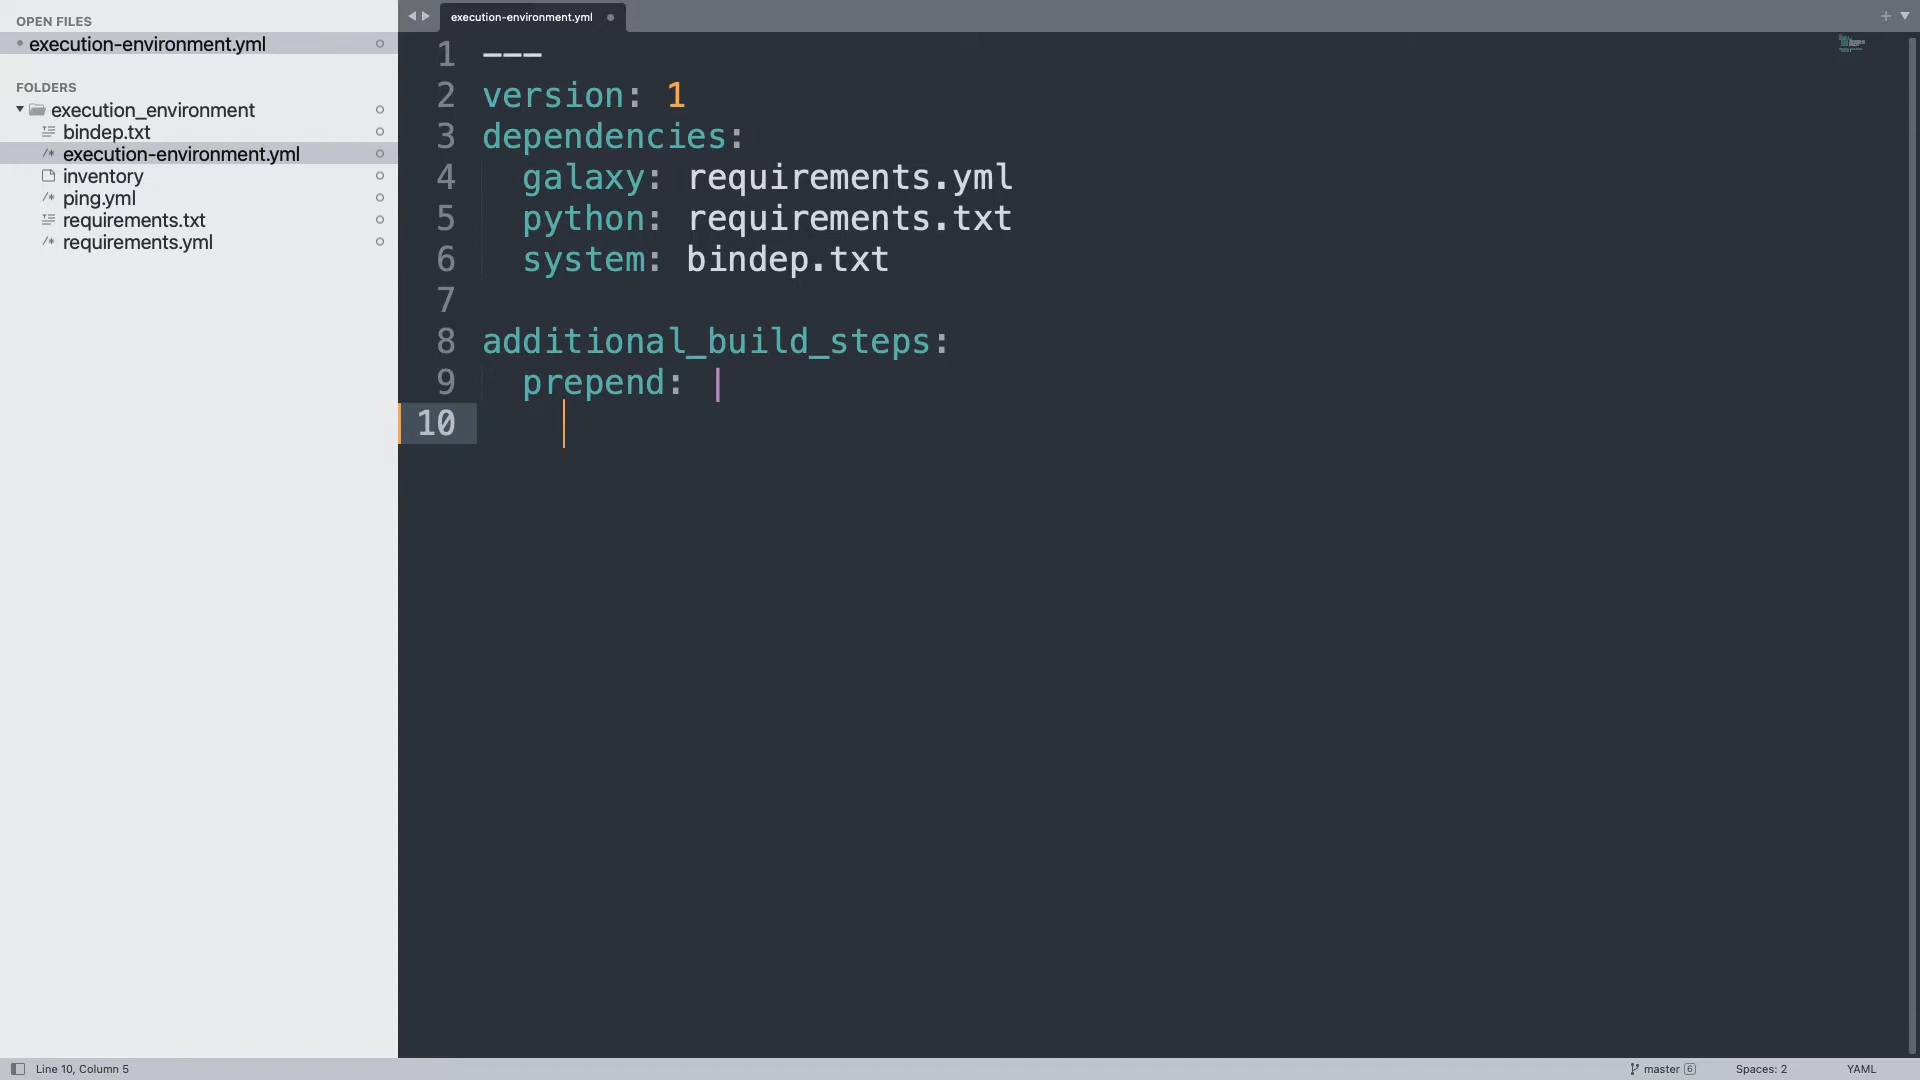 OPEN FILES
execution-environment.yml
FOLDERS
execution_environment
bindep.txt
execution-environment.yml
inventory
ping.yml
requirements.txt
requirements.yml
execution-environment.yml
1 ---
2 version: 1
3 dependencies:
4   galaxy: requirements.yml
5   python: requirements.txt
6   system: bindep.txt
7
8 additional_build_steps:
9   prepend: |
10
Line 10, Column 5
master 6
Spaces: 2
YAML